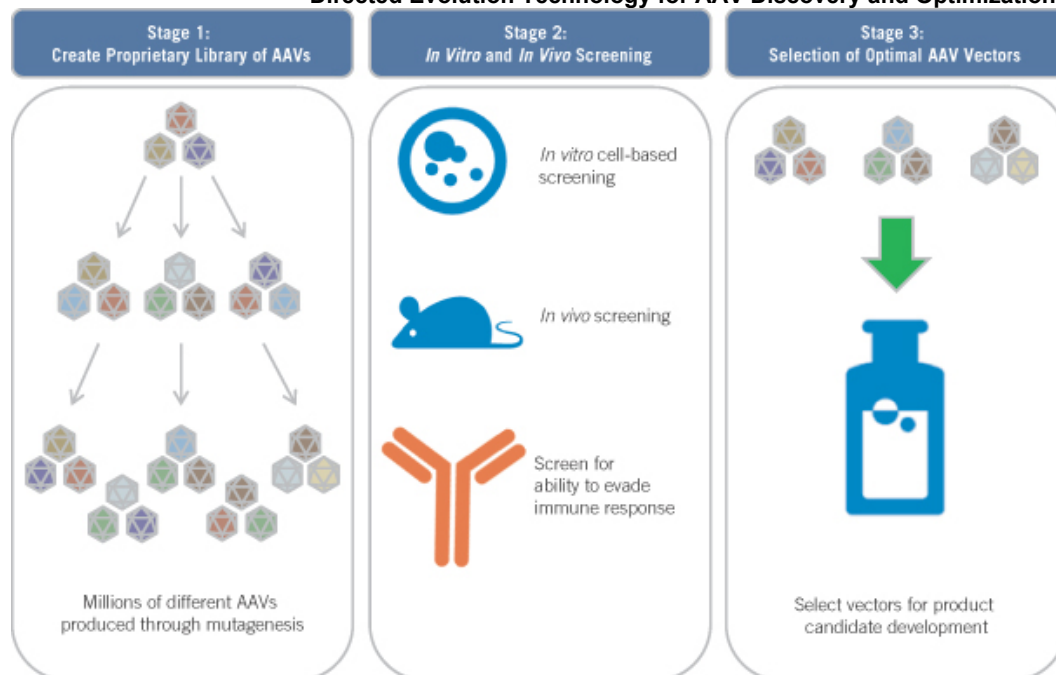 Directed Evolution Technology for AAV Discovery and Optimization
Stage 1:
Create Proprietary Library of AAVs
Millions of different AAVs
produced through mutagenesis
Stage 2:
In Vitro and In Vivo Screening
In vitro cell-based
screening
In vivo screening
Screen for
ability to evade
immune response
Stage 3:
Selection of Optimal AAV Vectors
Select vectors for product
candidate development